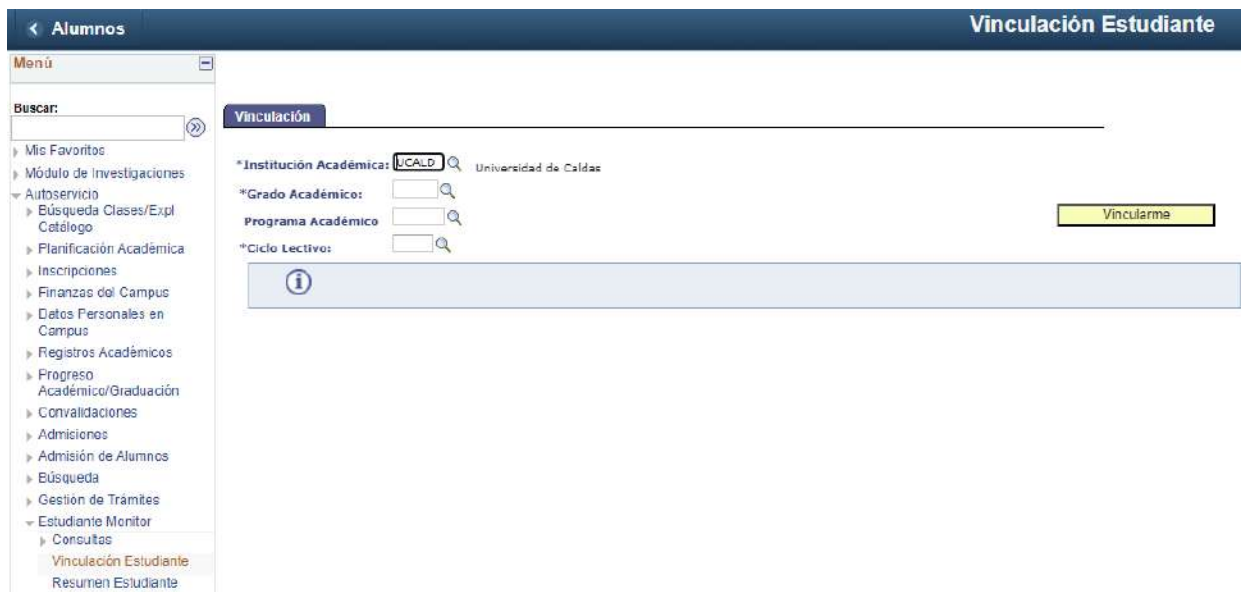 Alumnos
Vinculación Estudiante
Menú
Buscar:
Mis Favoritos
Módulo de Investigaciones
Autoservicio
Búsqueda Clases/Expl
Catálogo
Planificación Académica
Inscripciones
Finanzas del Campus
Datos Personales en
Campus
Registros Académicos
Progreso
Académico/Graduación
Convalidaciones
Admisiones
Admisión de Alumnos
Búsqueda
Gestión de Trámites
Estudiante Monitor
Consultas
Vinculación Estudiante
Resumen Estudiante
Vinculación
*Institución Académica: UCALD Universidad de Caldas
*Grado Académico:
Programa Académico
*Ciclo Lectivo:
Vincularme